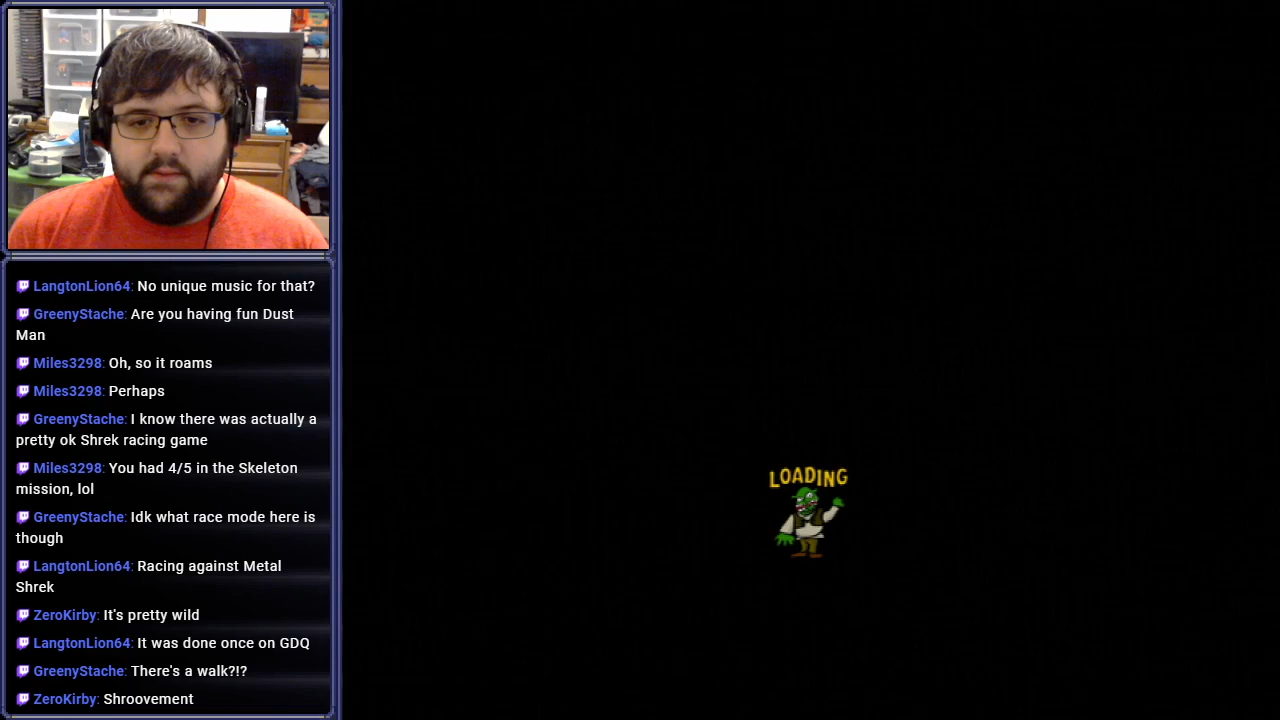 LangtonLion64: No unique music for that?
GreenyStache: Are you having fun Dust
Man
Miles3298: Oh, so it roams
Miles3298: Perhaps
GreenyStache: I know there was actually a
pretty ok Shrek racing game
Miles3298: You had 4/5 in the Skeleton
mission, lol
GreenyStache: Idk what race mode here is
though
LangtonLion64: Racing against Metal
Shrek
ZeroKirby: It's pretty wild
LangtonLion64: It was done once on GDQ
GreenyStache: There's a walk?!?
ZeroKirby: Shroovement
LOADING